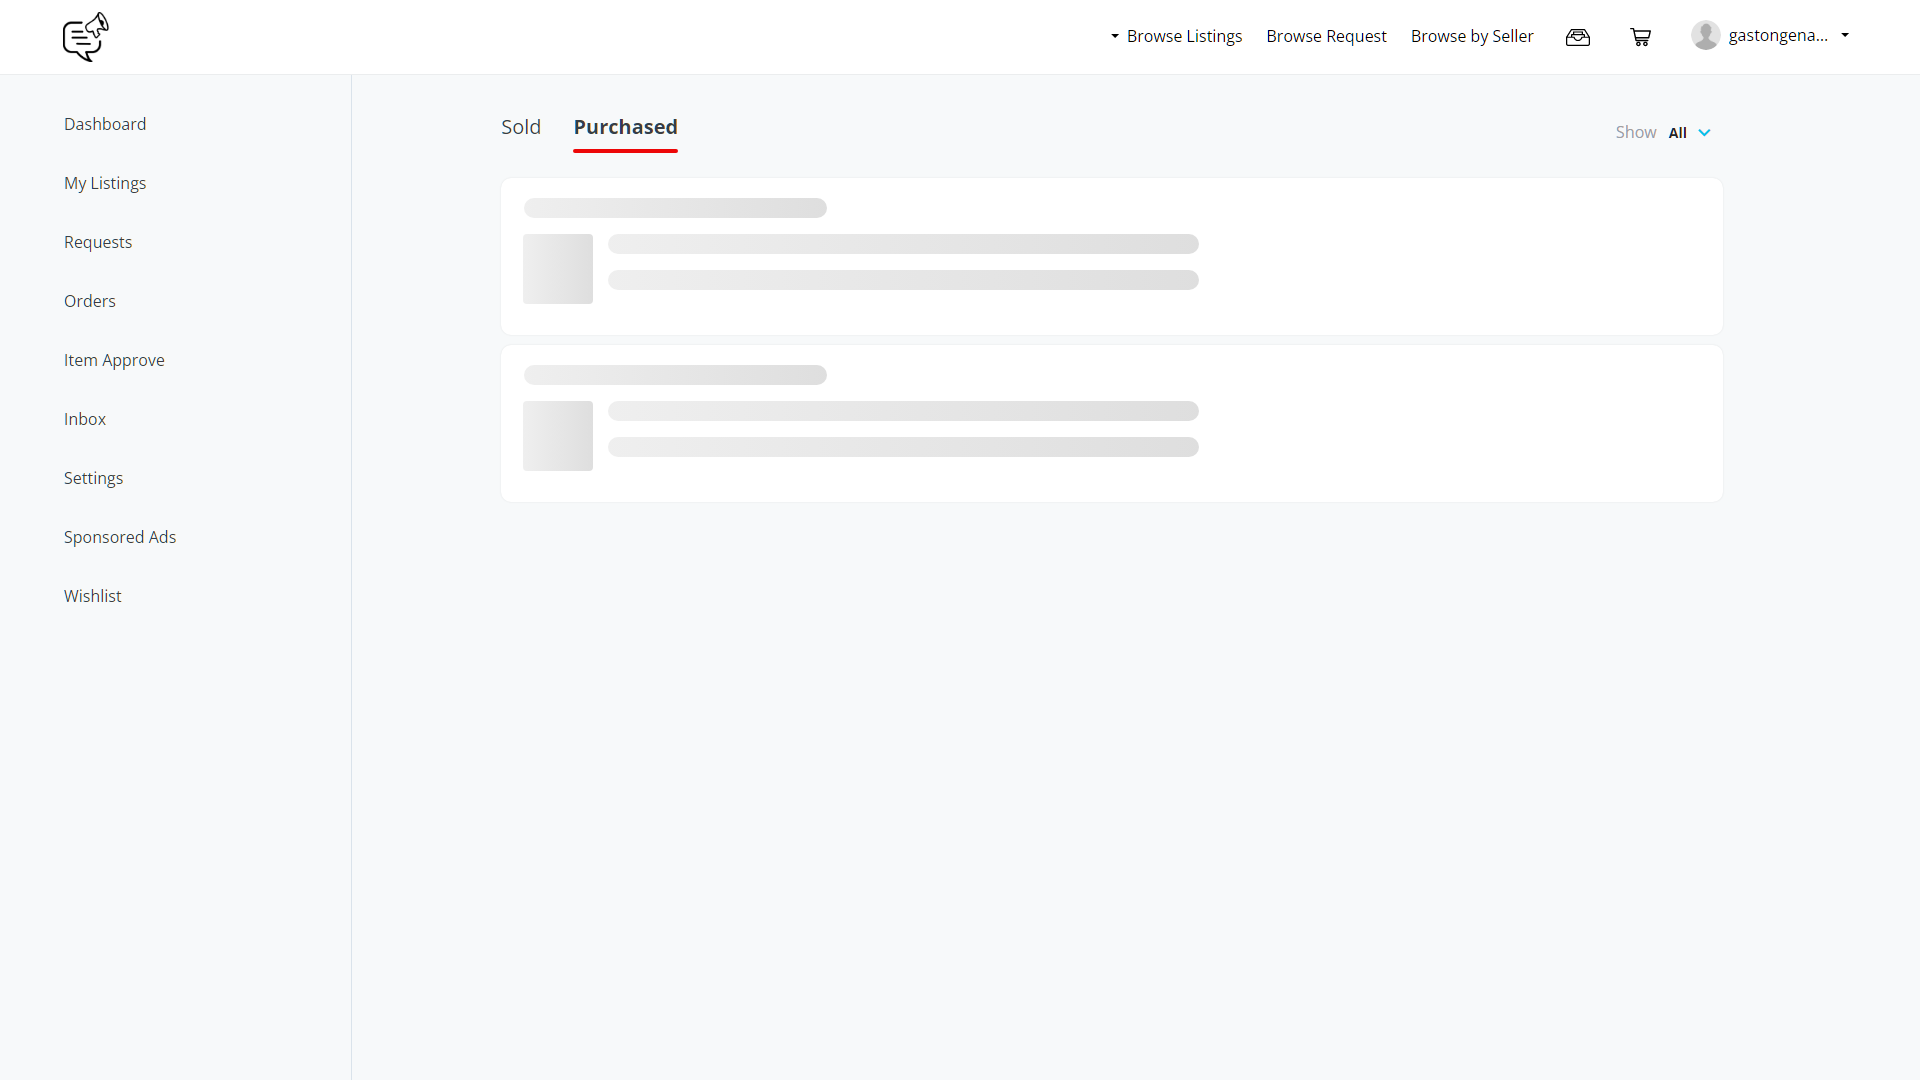 Browse Listings
Browse Request
Browse by Seller
gastongena...
Dashboard
My Listings
Requests
Orders
Item Approve
Inbox
Settings
Sponsored Ads
Wishlist
Sold
Purchased
Show All